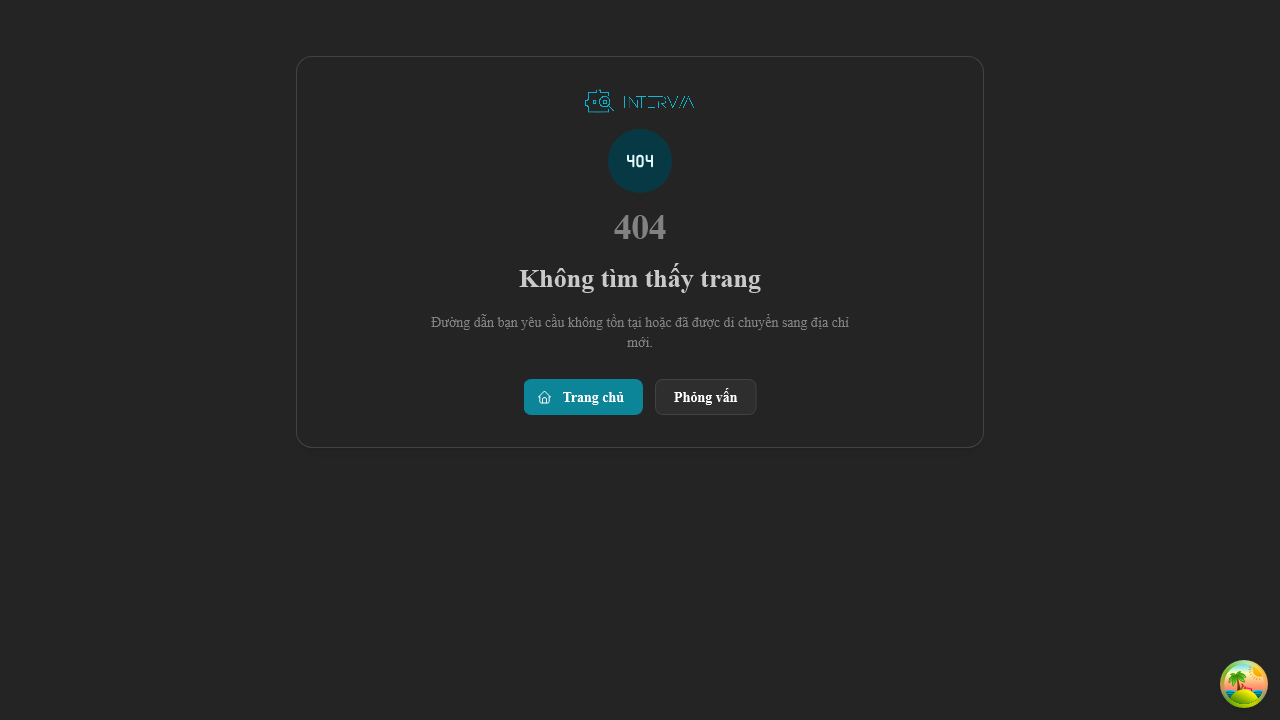 INTERVIA
404
404
Không tìm thấy trang
Đường dẫn bạn yêu cầu không tồn tại hoặc đã được di chuyển sang địa chỉ
mới.
Trang chủ
Phỏng vấn